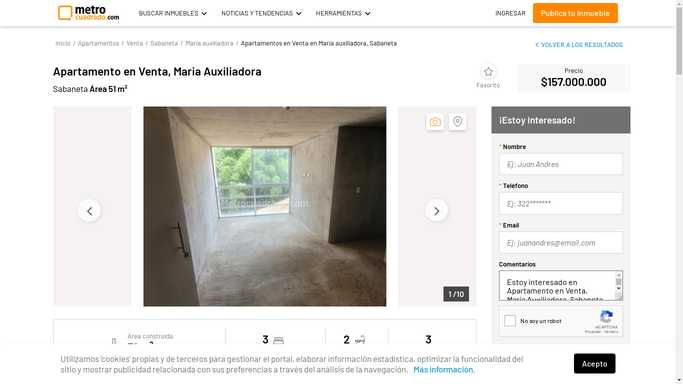 metro
cuadrado.com
BUSCAR INMUEBLES
NOTICIAS Y TENDENCIAS
HERRAMIENTAS
INGRESAR
Publica tu Inmueble
Inicio / Apartamentos / Venta / Sabaneta / Maria auxiliadora / Apartamentos en Venta en Maria auxiliadora, Sabaneta
VOLVER A LOS RESULTADOS
Apartamento en Venta, Maria Auxiliadora
Sabaneta Área 51 m²
Favorito
Precio
$157.000.000
¡Estoy Interesado!
* Nombre
Ej: Juan Andres
* Teléfono
Ej: 322*******
* Email
Ej: juanandres@email.com
Comentarios
Estoy interesado en
Apartamento en Venta,
Maria Auxiliadora, Sabaneta
1 /10
No soy un robot
reCAPTCHA
Privacidad - Términos
Área construida
3
2
3
Utilizamos 'cookies' propias y de terceros para gestionar el portal, elaborar información estadística, optimizar la funcionalidad del
sitio y mostrar publicidad relacionada con sus preferencias a través del análisis de la navegación. Más información.
Acepto